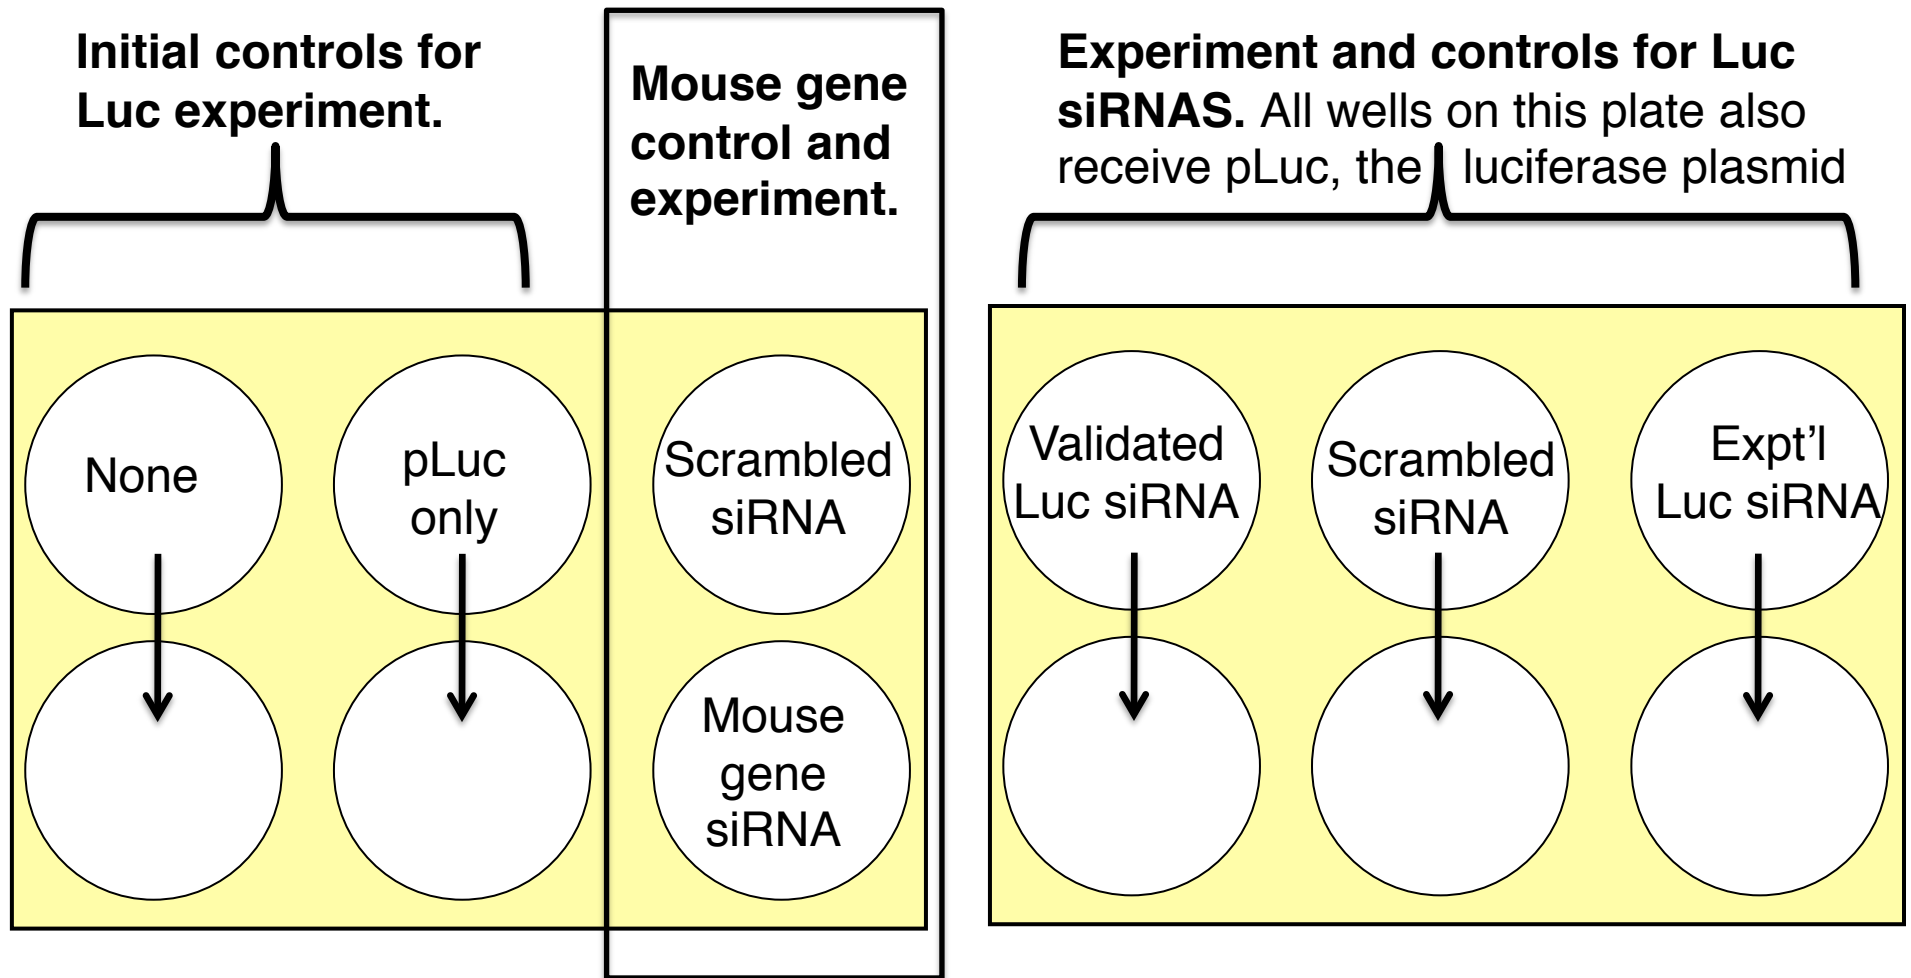 Initial controls for
Luc experiment.
Mouse gene
control and
experiment.
Experiment and controls for Luc
siRNAS. All wells on this plate also
receive pLuc, the luciferase plasmid
None
pLuc
only
Scrambled
siRNA
Mouse
gene
siRNA
Validated
Luc siRNA
Scrambled
siRNA
Expt’l
Luc siRNA